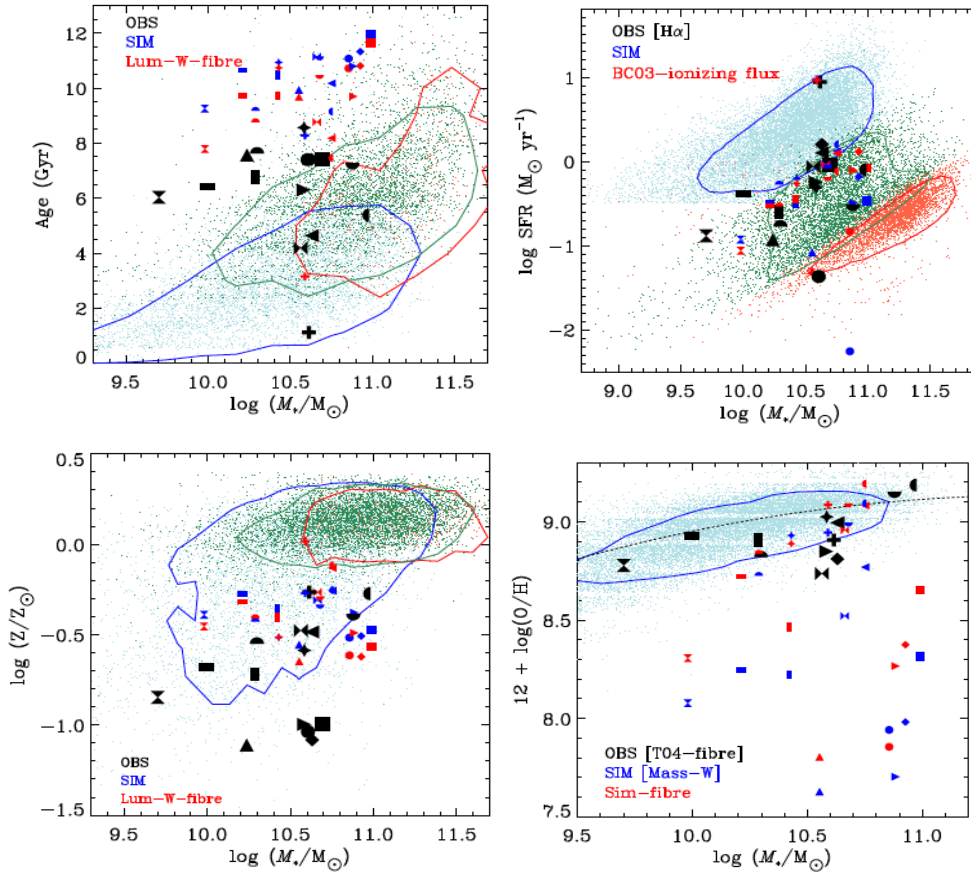 OBS
SIM
Lum-W-fibre
12
10
8
6
4
2
0
Age (Gyr)
9.5 10.0 10.5 11.0 11.5
log (M*/M⊙)
OBS [Hα]
SIM
BC03-ionizing flux
1
0
-1
-2
log SFR (M⊙ yr⁻¹)
9.0 9.5 10.0 10.5 11.0 11.5
log (M*/M⊙)
0.5
0.0
-0.5
-1.0
-1.5
log (Z/Z⊙)
OBS
SIM
Lum-W-fibre
9.5 10.0 10.5 11.0 11.5
log (M*/M⊙)
9.0
8.5
8.0
7.5
12 + log(O/H)
OBS [T04-fibre]
SIM [Mass-W]
Sim-fibre
9.5 10.0 10.5 11.0
log (M*/M⊙)